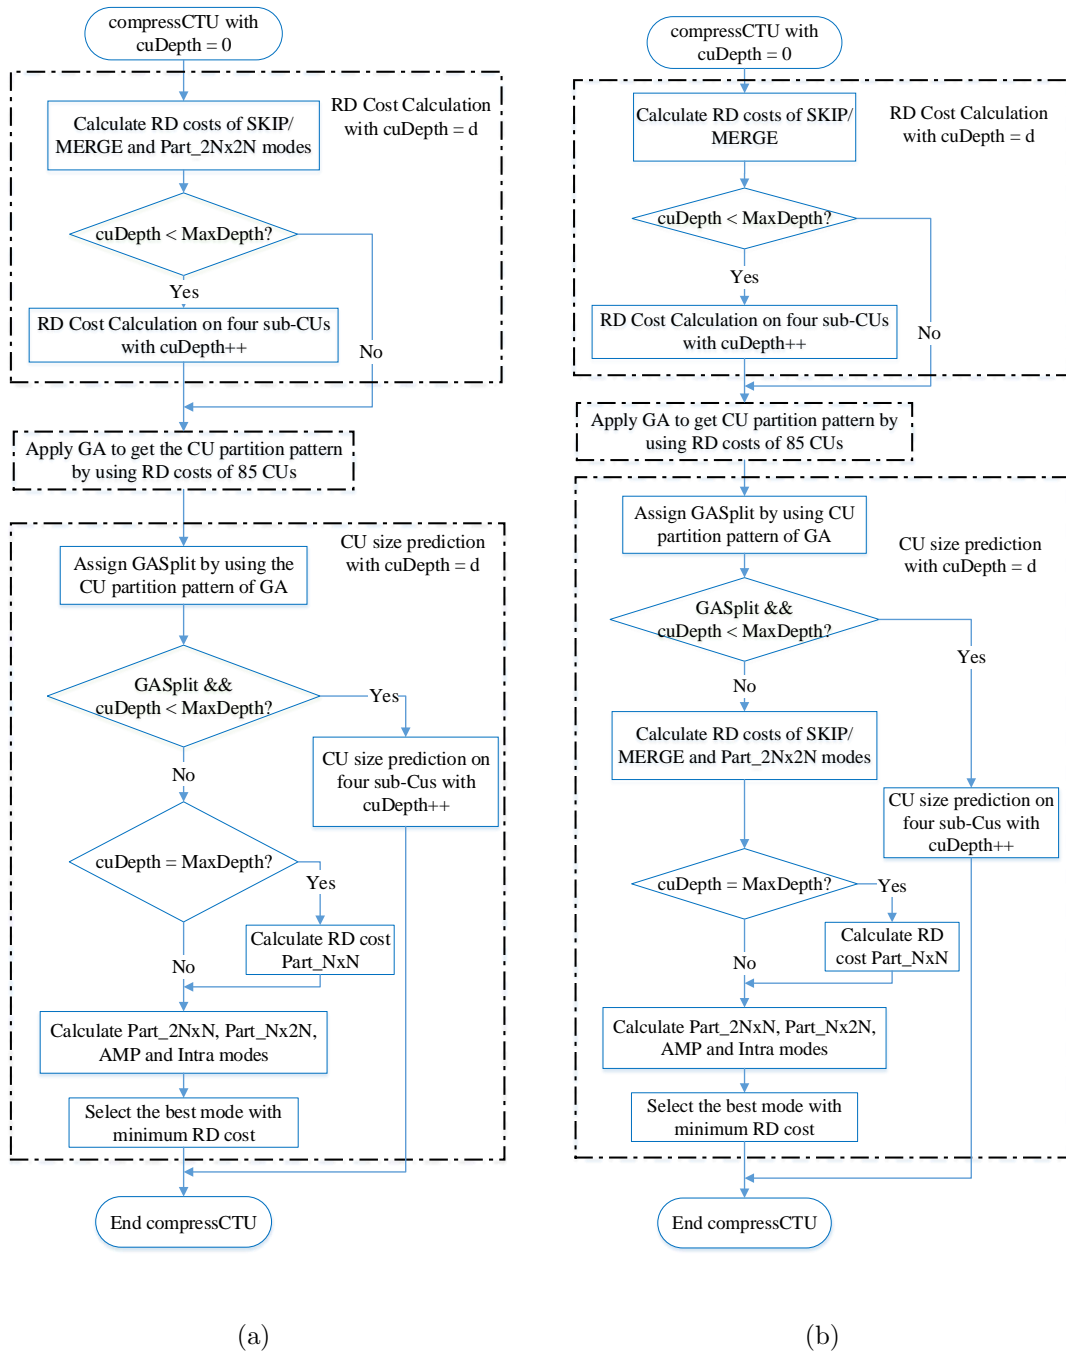 compressCTU with
cuDepth = 0
RD Cost Calculation
with cuDepth = d
Calculate RD costs of SKIP/
MERGE and Part_2Nx2N modes
cuDepth < MaxDepth?
Yes
No
RD Cost Calculation on four sub-CUs
with cuDepth++
Apply GA to get the CU partition pattern
by using RD costs of 85 CUs
CU size prediction
with cuDepth = d
Assign GASplit by using the
CU partition pattern of GA
GASplit &&
cuDepth < MaxDepth?
Yes
No
CU size prediction on
four sub-Cus with
cuDepth++
cuDepth = MaxDepth?
Yes
No
Calculate RD cost
Part_NxN
Calculate Part_2NxN, Part_Nx2N,
AMP and Intra modes
Select the best mode with
minimum RD cost
End compressCTU
(a)
compressCTU with
cuDepth = 0
RD Cost Calculation
with cuDepth = d
Calculate RD costs of SKIP/
MERGE
cuDepth < MaxDepth?
Yes
No
RD Cost Calculation on four sub-CUs
with cuDepth++
Apply GA to get CU partition pattern by
using RD costs of 85 CUs
Assign GASplit by using CU
partition pattern of GA
CU size prediction
with cuDepth = d
GASplit &&
cuDepth < MaxDepth?
Yes
No
Calculate RD costs of SKIP/
MERGE and Part_2Nx2N modes
CU size prediction on
four sub-Cus with
cuDepth++
cuDepth = MaxDepth?
Yes
No
Calculate RD
cost Part_NxN
Calculate Part_2NxN, Part_Nx2N,
AMP and Intra modes
Select the best mode with
minimum RD cost
End compressCTU
(b)